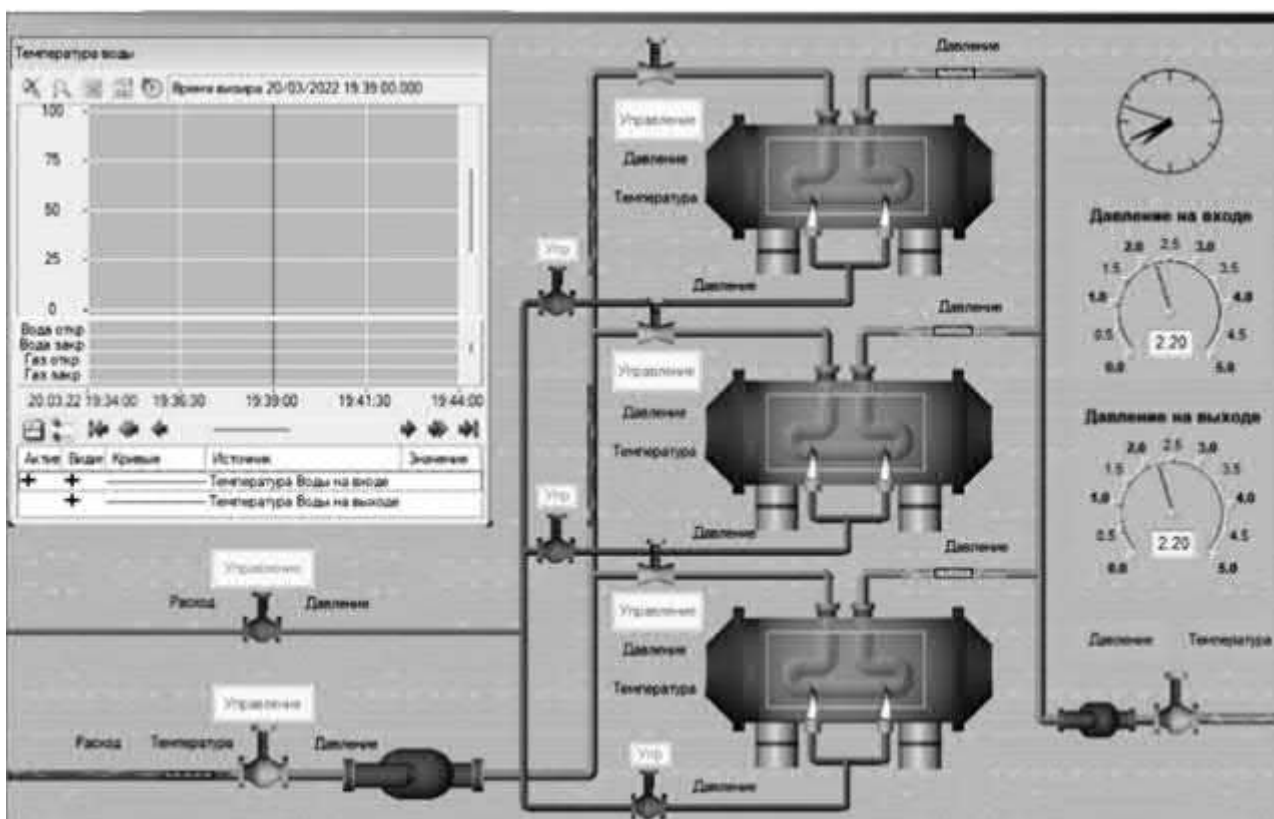 Температура воды
Время визира 20/03/2022 19:39:00.000
100
75
50
25
0
Вода откр
Вода закр
Газ откр
Газ закр
20.03.22 19:34:00 19:36:30 19:39:00 19:41:30 19:44:00
Актив Види Кривые Источник Значение
Температура Воды на входе
Температура Воды на выходе
Давление
Управление
Давление
Температура
Упр
Давление
Давление
Управление
Давление
Температура
Упр
Давление
Давление
Управление
Давление
Температура
Упр
Давление
Управление
Расход Давление
Управление
Расход Температура Давление
Давление на входе
0.0 0.5 1.0 1.5 2.0 2.5 3.0 3.5 4.0 4.5 5.0
2.20
Давление на выходе
0.0 0.5 1.0 1.5 2.0 2.5 3.0 3.5 4.0 4.5 5.0
2.20
Давление Температура